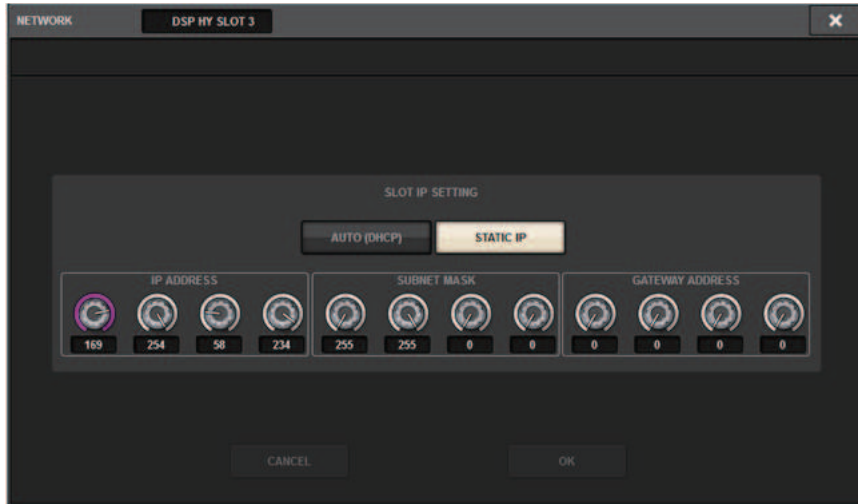 NETWORK DSP HY SLOT 3
SLOT IP SETTING
AUTO (DHCP) STATIC IP
IP ADDRESS SUBNET MASK GATEWAY ADDRESS
169 254 58 234 255 255 0 0 0 0 0 0
CANCEL OK